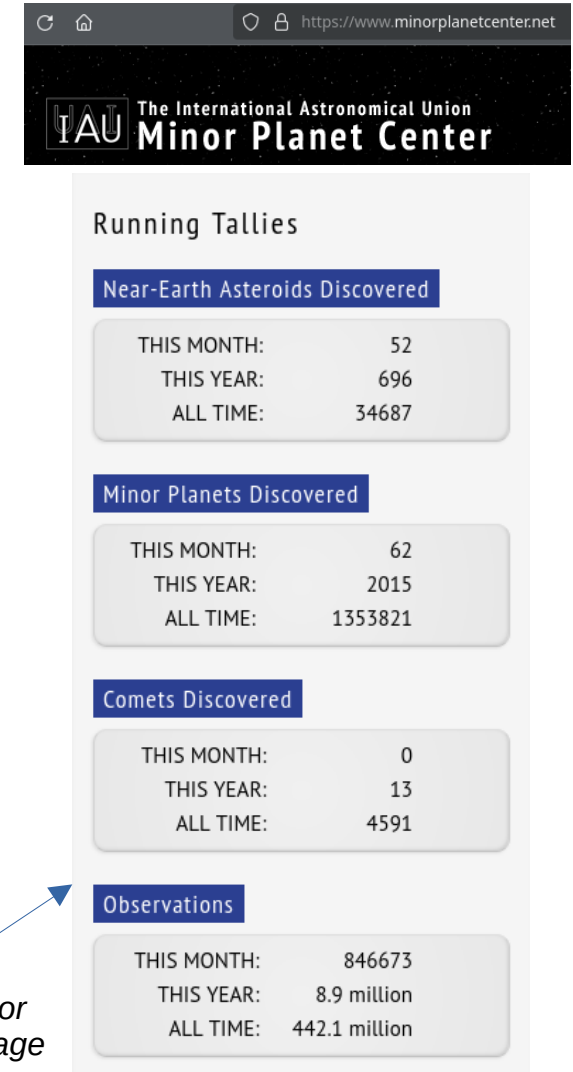 https://www.minorplanetcenter.net
IAU
The International Astronomical Union
Minor Planet Center
Running Tallies
Near-Earth Asteroids Discovered
THIS MONTH: 52
THIS YEAR: 696
ALL TIME: 34687
Minor Planets Discovered
THIS MONTH: 62
THIS YEAR: 2015
ALL TIME: 1353821
Comets Discovered
THIS MONTH: 0
THIS YEAR: 13
ALL TIME: 4591
Observations
THIS MONTH: 846673
THIS YEAR: 8.9 million
ALL TIME: 442.1 million
or
age